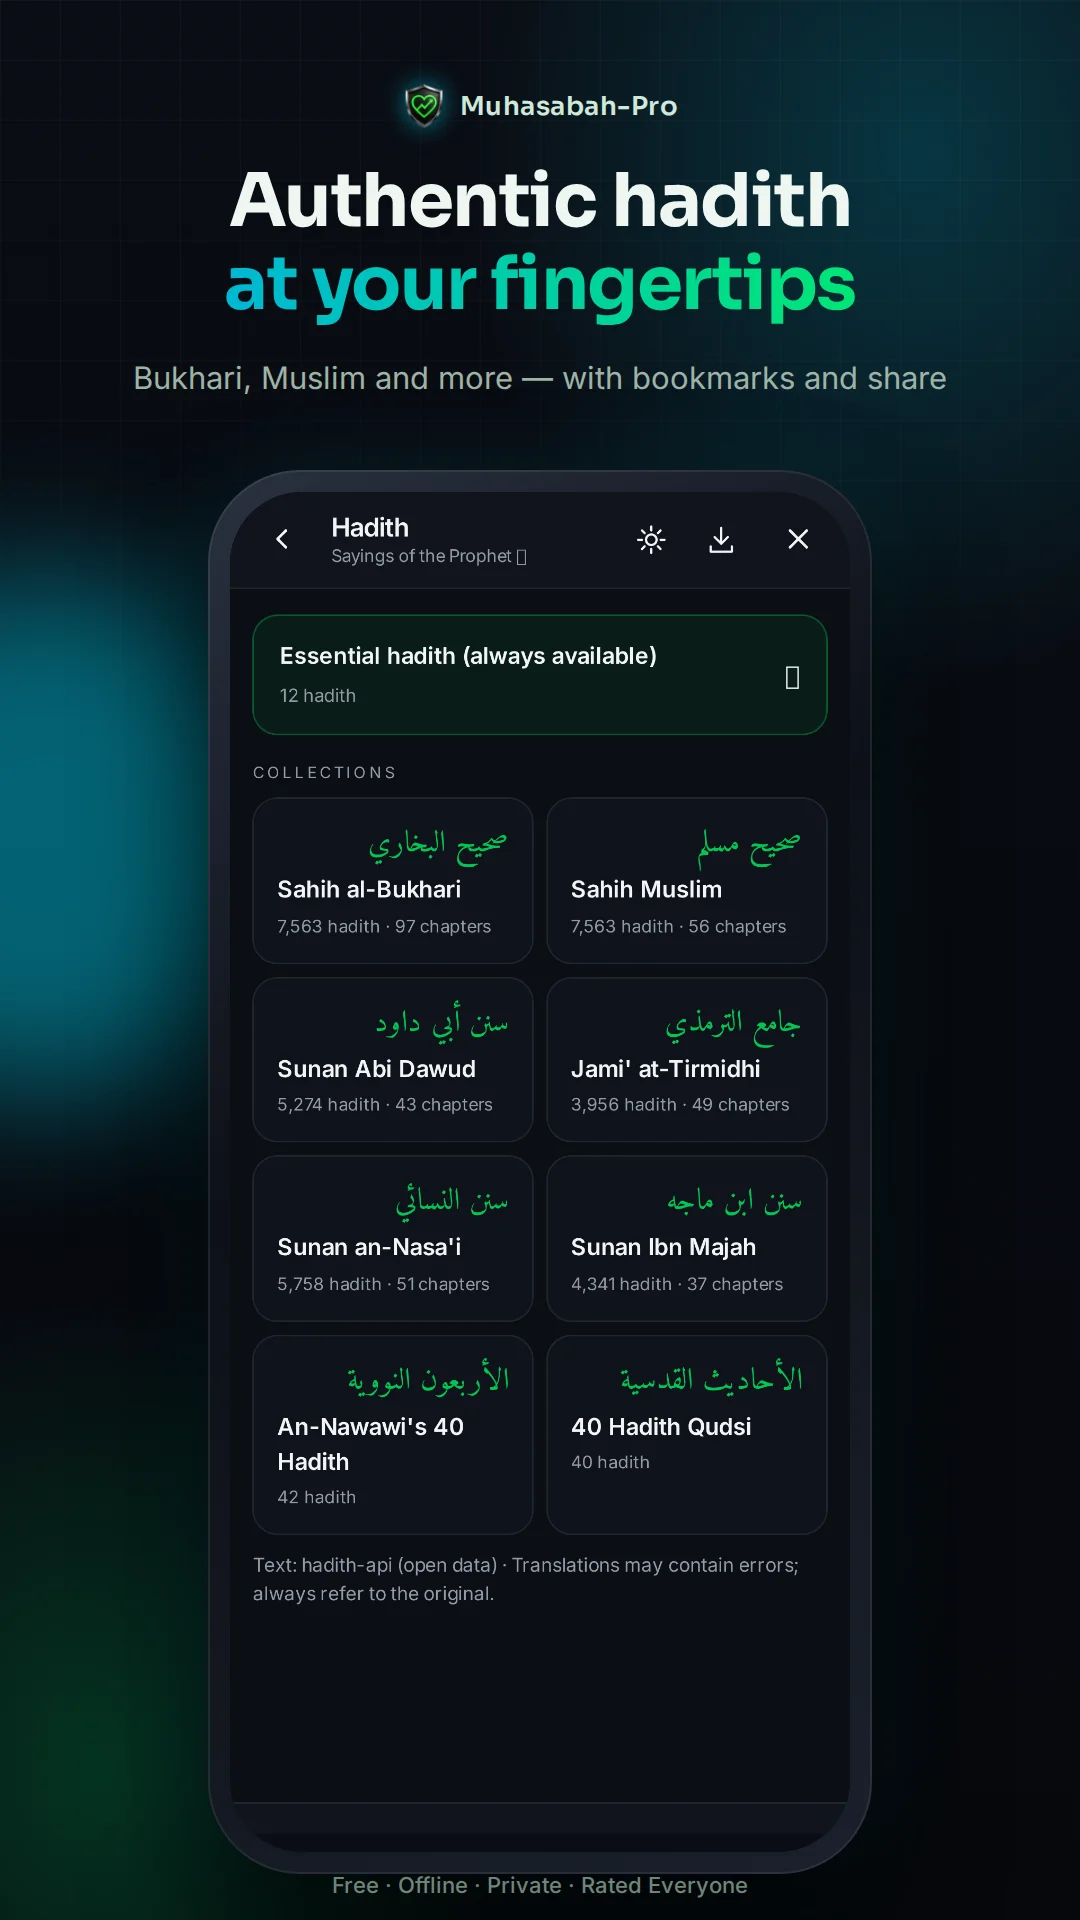 Muhasabah-Pro
Authentic hadith
at your fingertips
Bukhari, Muslim and more — with bookmarks and share
Hadith
Sayings of the Prophet
Essential hadith (always available)
12 hadith
COLLECTIONS
صحيح البخاري
Sahih al-Bukhari
7,563 hadith · 97 chapters
صحيح مسلم
Sahih Muslim
7,563 hadith · 56 chapters
سنن أبي داود
Sunan Abi Dawud
5,274 hadith · 43 chapters
جامع الترمذي
Jami' at-Tirmidhi
3,956 hadith · 49 chapters
سنن النسائي
Sunan an-Nasa'i
5,758 hadith · 51 chapters
سنن ابن ماجه
Sunan Ibn Majah
4,341 hadith · 37 chapters
الأربعون النووية
An-Nawawi's 40
Hadith
42 hadith
الأحاديث القدسية
40 Hadith Qudsi
40 hadith
Text: hadith-api (open data) · Translations may contain errors;
always refer to the original.
Free · Offline · Private · Rated Everyone